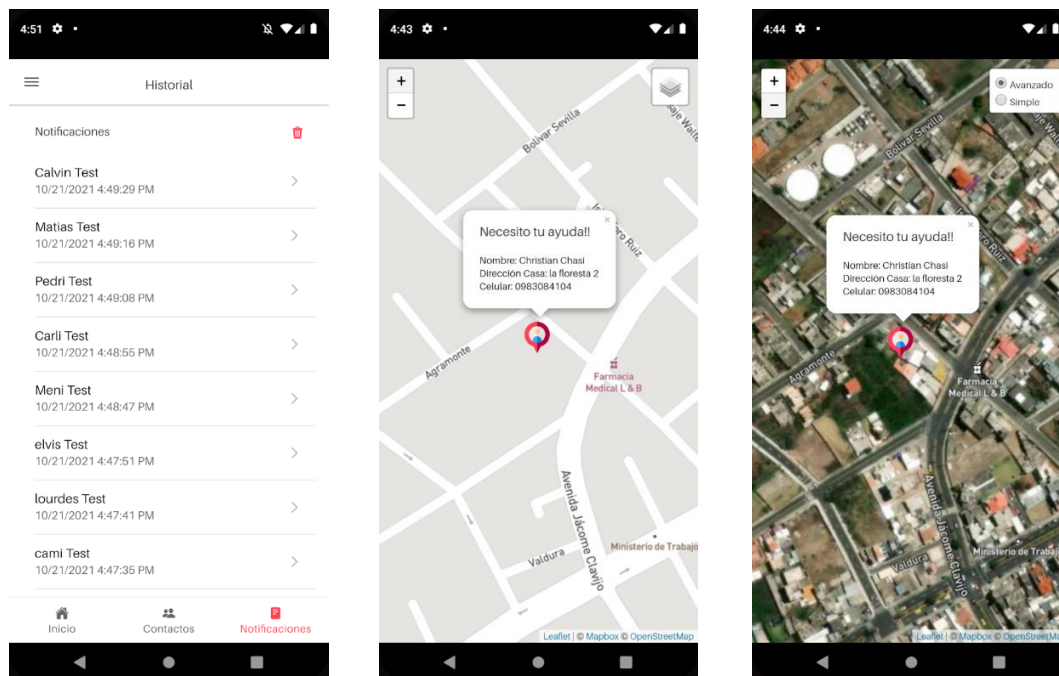 4:51
Historial
Notificaciones
Calvin Test
10/21/2021 4:49:29 PM
Matias Test
10/21/2021 4:49:16 PM
Pedri Test
10/21/2021 4:49:08 PM
Carli Test
10/21/2021 4:48:55 PM
Meni Test
10/21/2021 4:48:47 PM
elvis Test
10/21/2021 4:47:51 PM
lourdes Test
10/21/2021 4:47:41 PM
cami Test
10/21/2021 4:47:35 PM
Inicio
Contactos
Notificaciones
4:43
+
−
Bolivar Sevilla
Necesito tu ayuda!!
×
Nombre: Christian Chasi
Dirección Casa: la floresta 2
Celular: 0983084104
Ruiz
Agramonte
Farmacia
Medical L & B
Avenida Jácome Clavijo
Valdura
Ministerio de Trabajo
Leaflet | © Mapbox © OpenStreetMap
4:44
+
−
Avanzado
Simple
Bolivar Sevilla
Necesito tu ayuda!!
×
Nombre: Christian Chasi
Dirección Casa: la floresta 2
Celular: 0983084104
Ruiz
Agramonte
Farmacia
Medical L & B
Avenida Jácome Clavijo
Valdura
Ministerio de Trabaj
Leaflet | © Mapbox © OpenStreetMa